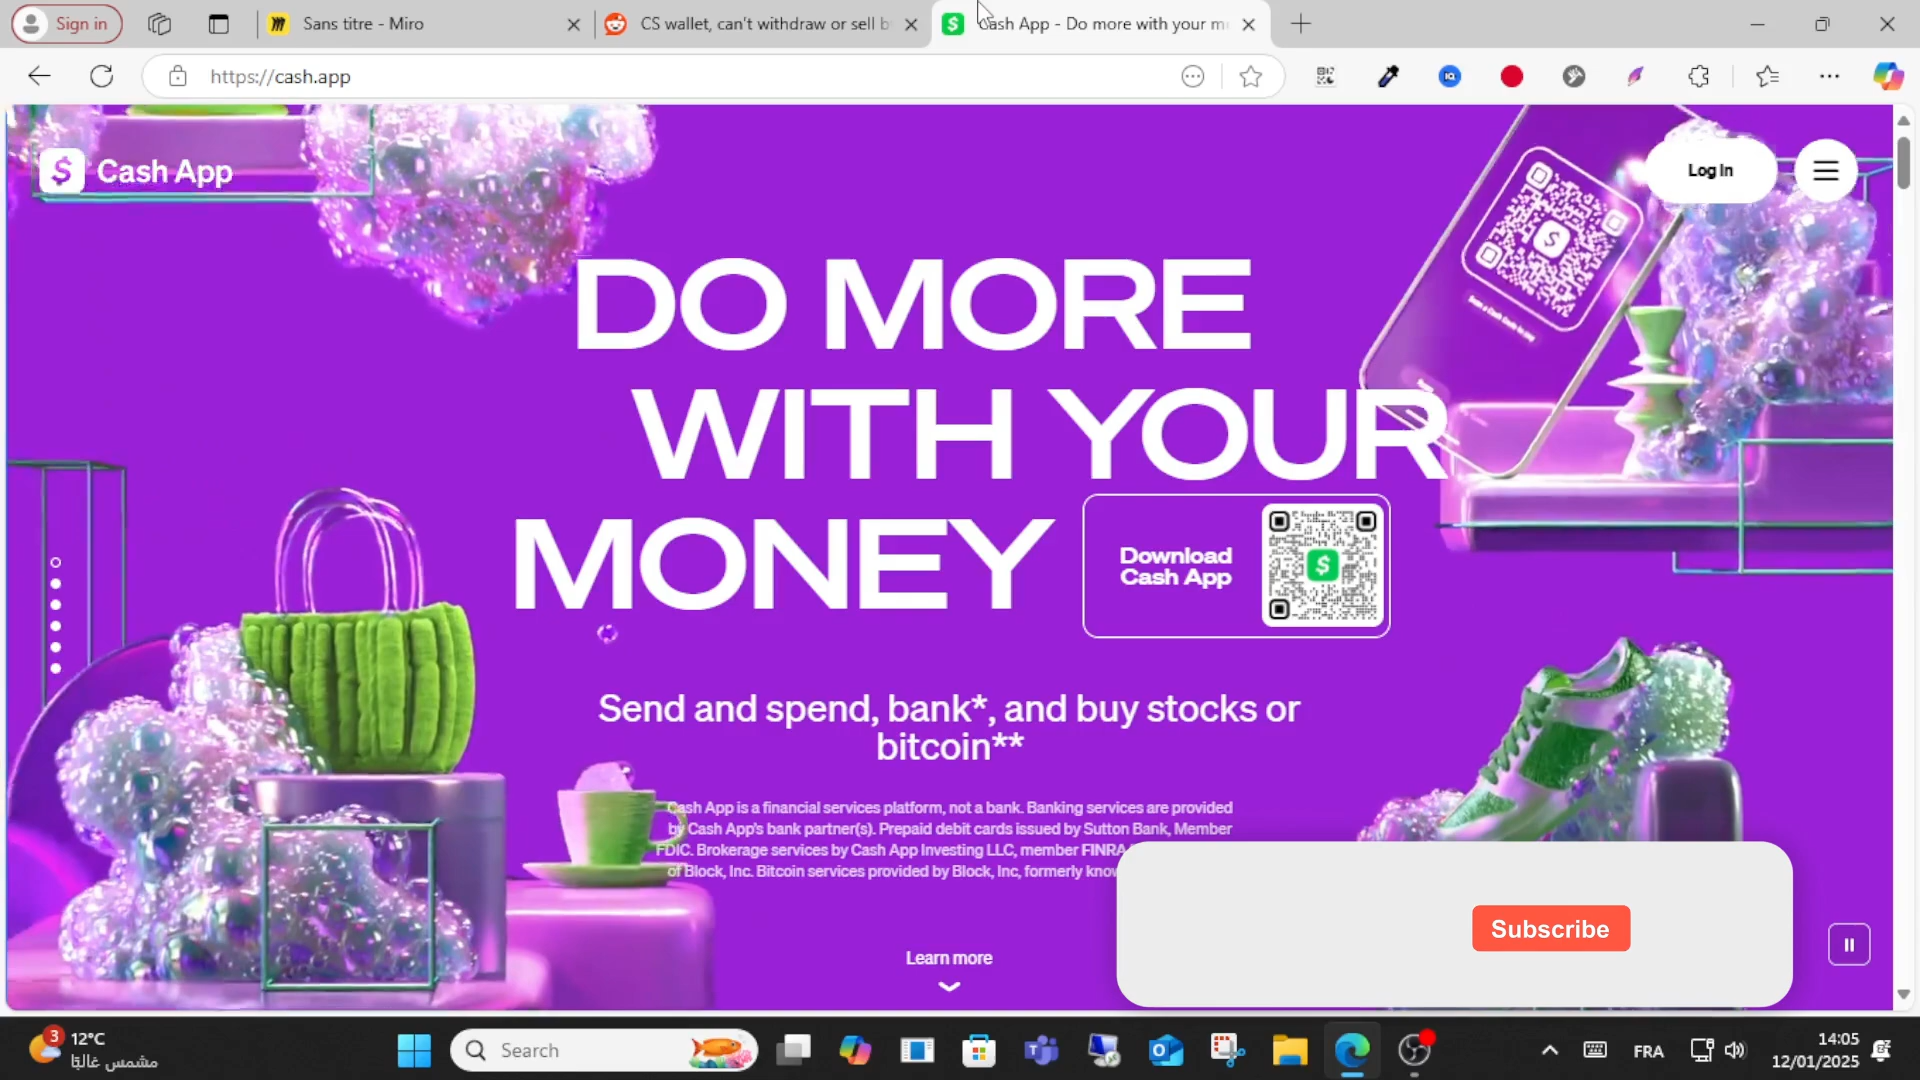 Sign in
Sans titre - Miro
CS wallet, can't withdraw or sell b
Cash App - Do more with your m
https://cash.app
$ Cash App
Log In
DO MORE
WITH YOUR
MONEY
Download
Cash App
Send and spend, bank*, and buy stocks or
bitcoin**
Cash App is a financial services platform, not a bank. Banking services are provided
by Cash App's bank partner(s). Prepaid debit cards issued by Sutton Bank, Member
FDIC. Brokerage services by Cash App Investing LLC, member FINRA
of Block, Inc. Bitcoin services provided by Block, Inc, formerly know
Learn more
Subscribe
3
12°C
مشمس غالبًا
Search
FRA
14:05
12/01/2025